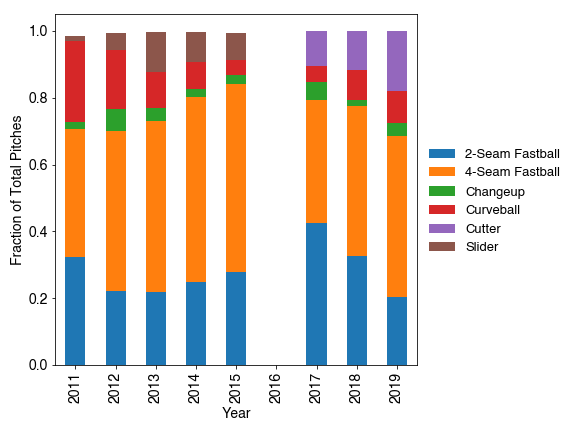 1.0
0.8
0.6
0.4
0.2
0.0
Fraction of Total Pitches
2011
2012
2013
2014
2015
2016
2017
2018
2019
Year
2-Seam Fastball
4-Seam Fastball
Changeup
Curveball
Cutter
Slider